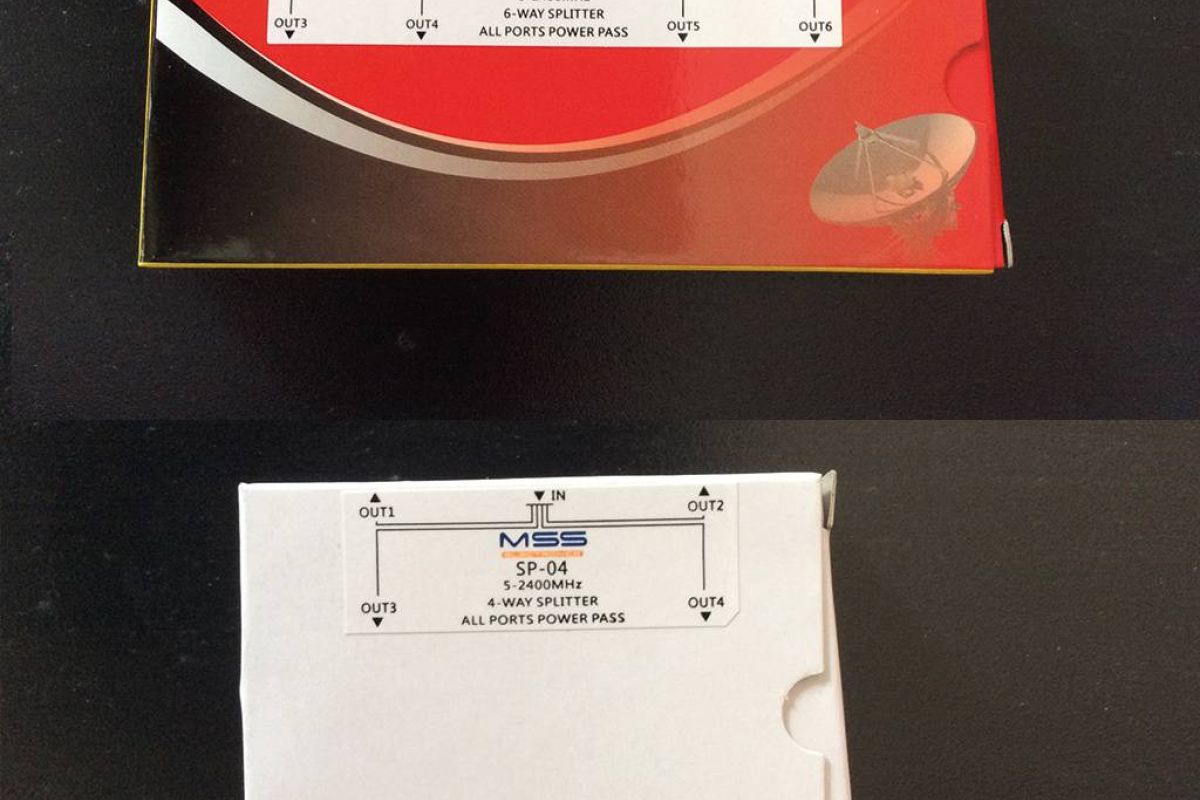 OUT3 OUT4 6-WAY SPLITTER OUT5 OUT6
ALL PORTS POWER PASS
OUT1 IN OUT2
MSS
ELECTRONICS
SP-04
5-2400MHz
OUT3 4-WAY SPLITTER OUT4
ALL PORTS POWER PASS